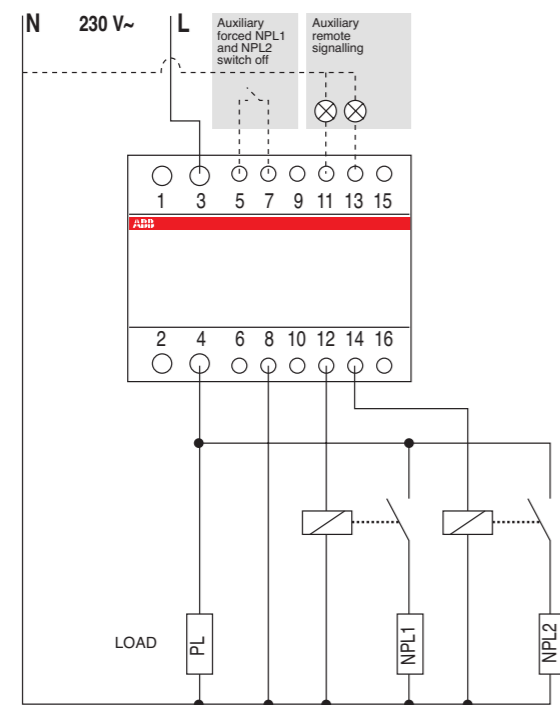 N 230 V~ L
Auxiliary
forced NPL1
and NPL2
switch off
Auxiliary
remote
signalling
1 3 5 7 9 11 13 15
ABB
2 4 6 8 10 12 14 16
LOAD
PL
NPL1
NPL2